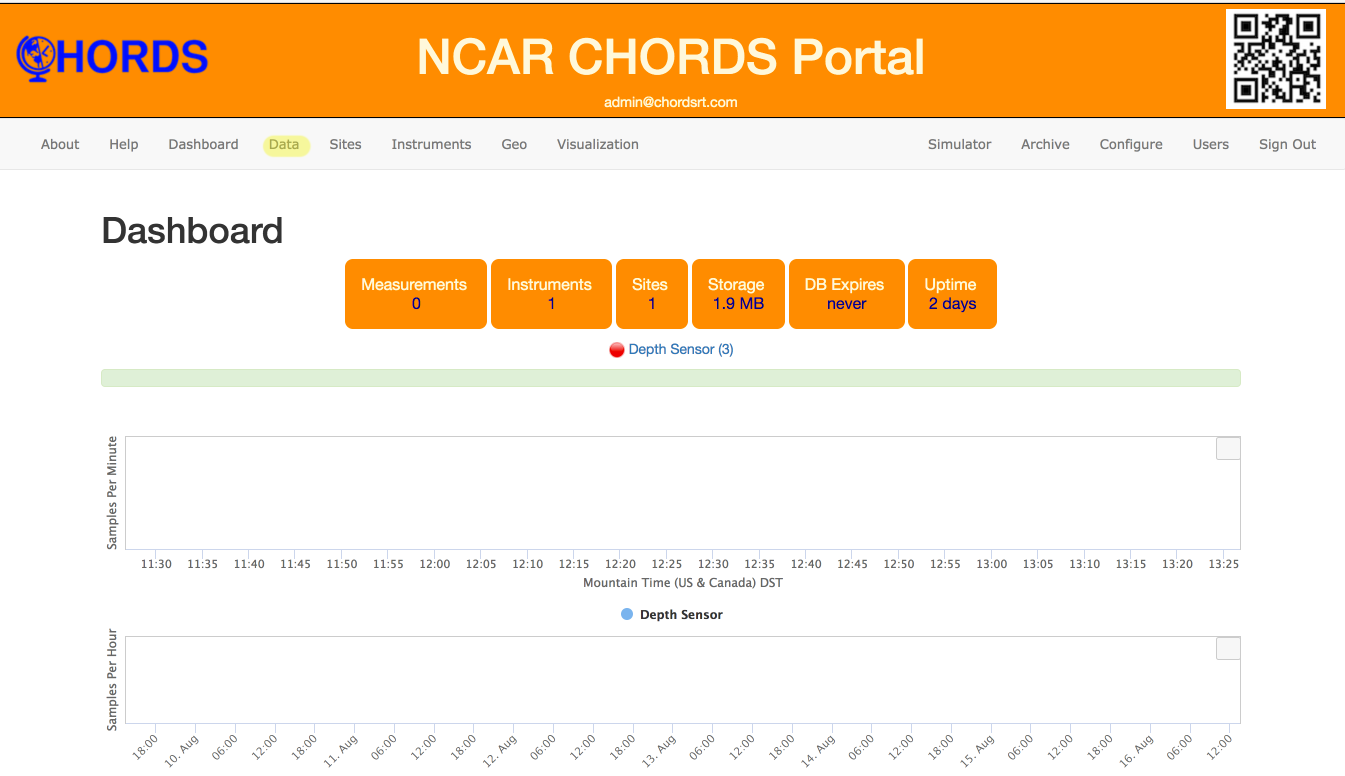 CHORDS
NCAR CHORDS Portal
admin@chordsrt.com
About Help Dashboard Data Sites Instruments Geo Visualization Simulator Archive Configure Users Sign Out
Dashboard
Measurements Instruments Sites Storage DB Expires Uptime
0 1 1 1.9 MB never 2 days
Depth Sensor (3)
Samples Per Minute
11:30 11:35 11:40 11:45 11:50 11:55 12:00 12:05 12:10 12:15 12:20 12:25 12:30 12:35 12:40 12:45 12:50 12:55 13:00 13:05 13:10 13:15 13:20 13:25
Mountain Time (US & Canada) DST
Depth Sensor
Samples Per Hour
18:00 10. Aug 06:00 12:00 18:00 11. Aug 06:00 12:00 18:00 12. Aug 06:00 12:00 18:00 13. Aug 06:00 12:00 18:00 14. Aug 06:00 12:00 18:00 15. Aug 06:00 12:00 18:00 16. Aug 06:00 12:00